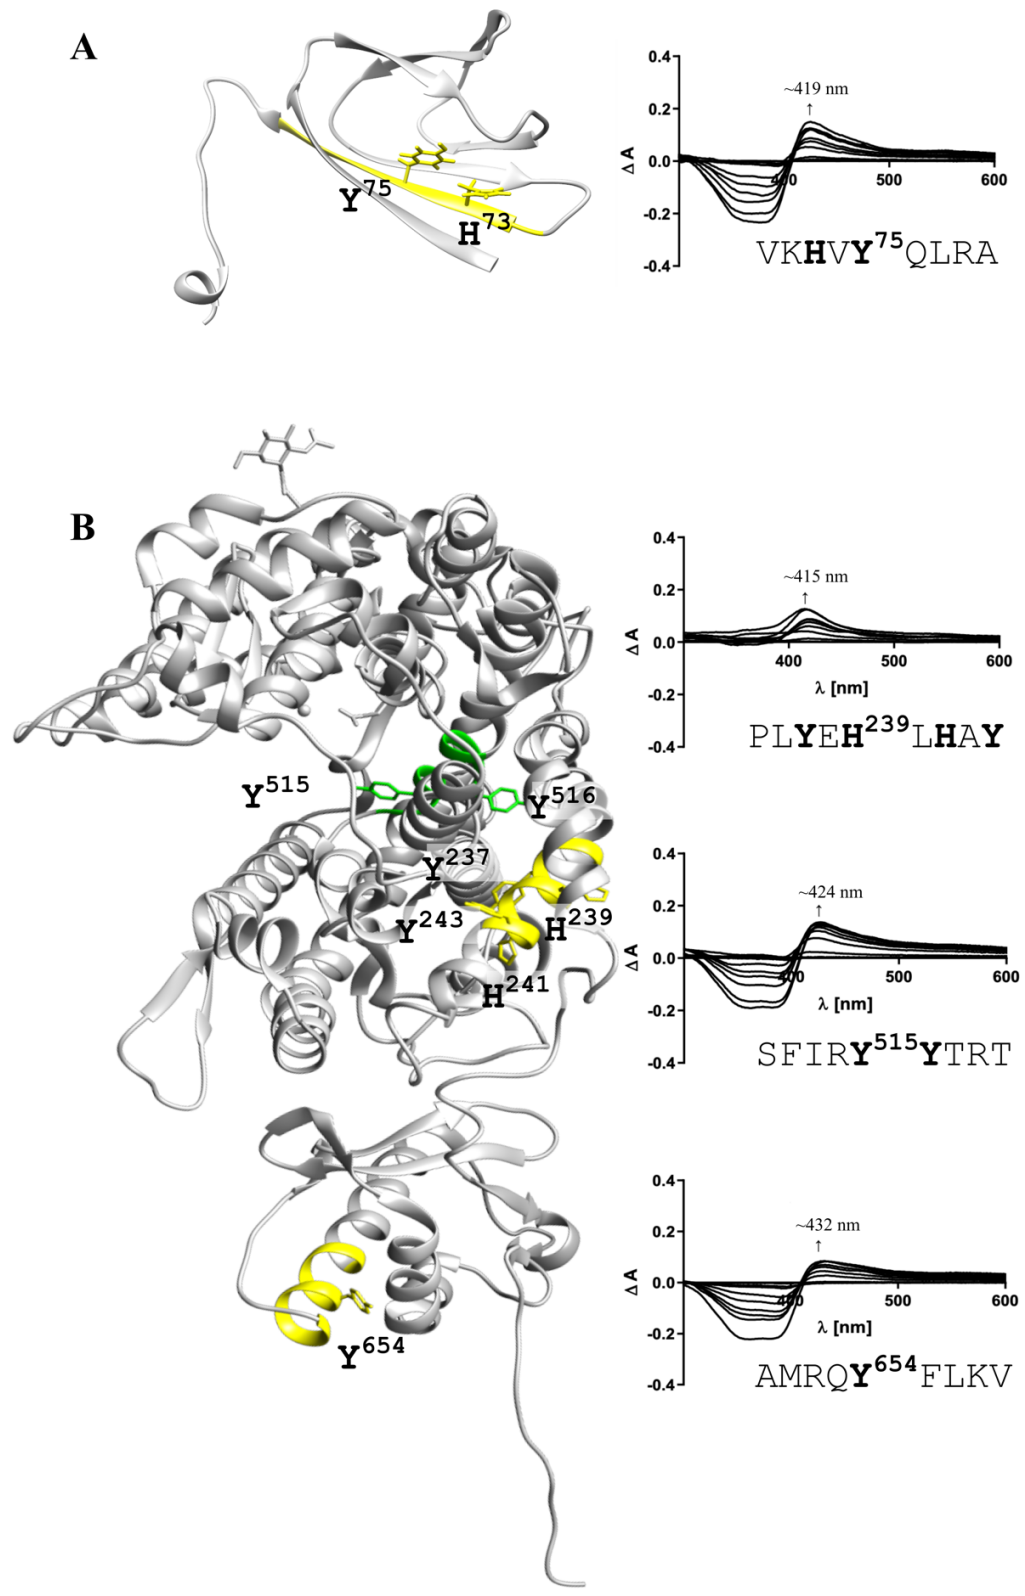 A
Y75
H73
0.4
0.2
0.0
-0.2
-0.4
ΔA
~419 nm
↑
400 500 600
VKHVY75QLRA
B
Y515
Y516
Y237
Y243
H239
H241
Y654
0.4
0.2
0.0
-0.2
-0.4
ΔA
~415 nm
↑
400 500 600
λ [nm]
PLYEH239LHAY
0.4
0.2
0.0
-0.2
-0.4
ΔA
~424 nm
↑
400 500 600
λ [nm]
SFIRY515YTRT
0.4
0.2
0.0
-0.2
-0.4
ΔA
~432 nm
↑
400 500 600
λ [nm]
AMRQY654FLKV